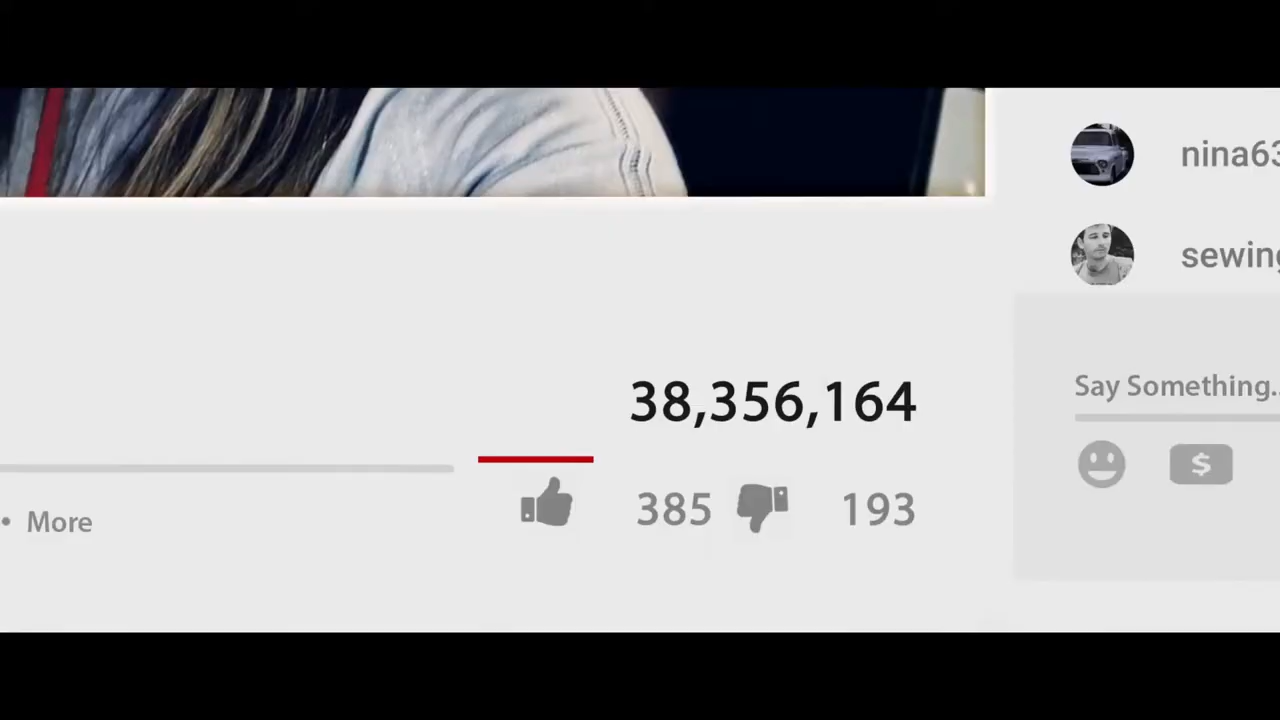 nina63
sewing
38,356,164
Say Something..
385
193
• More
$